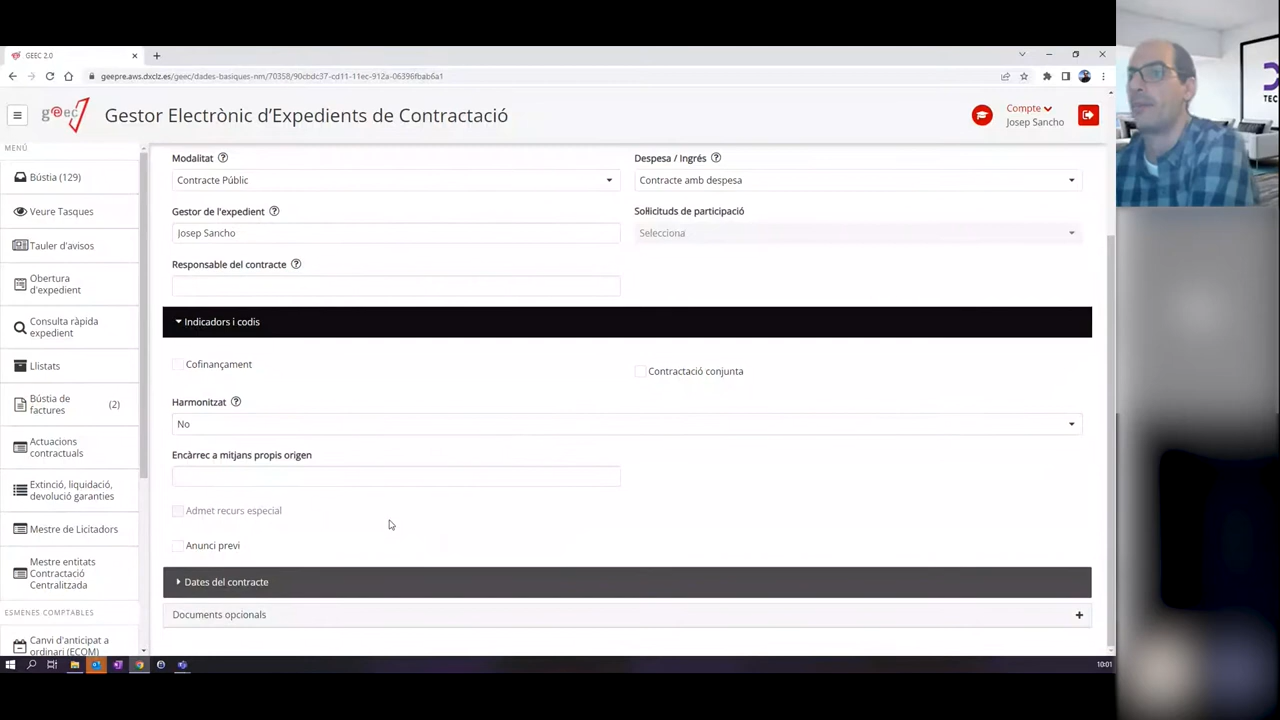 GEEC 2.0
geepre.aws.dxclz.es/geec/dades-basiques-nm/70358/90cbdc37-cd11-11ec-912a-06396fbab6a1
geec
Gestor Electrònic d'Expedients de Contractació
Compte
Josep Sancho
TEC
MENÚ
Bústia (129)
Veure Tasques
Tauler d'avisos
Obertura
d'expedient
Consulta ràpida
expedient
Llistats
Bústia de
factures
(2)
Actuacions
contractuals
Extinció, liquidació,
devolució garanties
Mestre de Licitadors
Mestre entitats
Contractació
Centralitzada
ESMENES COMPTABLES
Canvi d'anticipat a
ordinari (ECOM)
Modalitat
Contracte Públic
Despesa / Ingrés
Contracte amb despesa
Gestor de l'expedient
Josep Sancho
Sol·licituds de participació
Selecciona
Responsable del contracte
Indicadors i codis
Cofinançament
Contractació conjunta
Harmonitzat
No
Encàrrec a mitjans propis origen
Admet recurs especial
Anunci previ
Dates del contracte
Documents opcionals
10:01